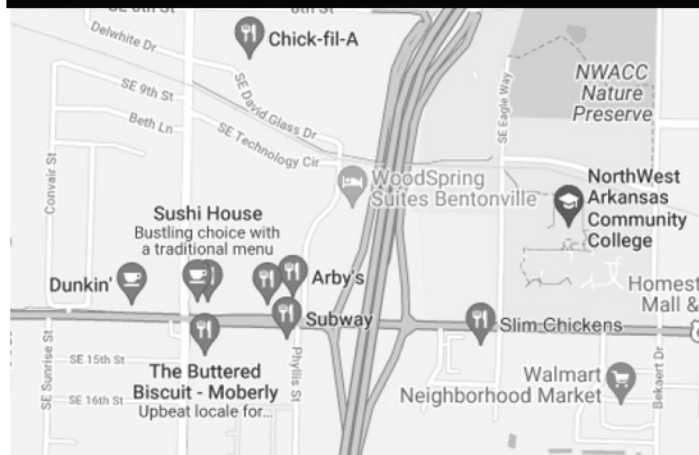 8th St
Chick-fil-A
Delwhite Dr
SE David Glass Dr
SE 9th St
Beth Ln
SE Technology Cir
Convair St
SE Eagle Way
NWACC
Nature
Preserve
WoodSpring
Suites Bentonville
NorthWest
Arkansas
Community
College
Sushi House
Bustling choice with
a traditional menu
Dunkin'
Arby's
Subway
Slim Chickens
Homest
Mall &
SE 15th St
SE 16th St
SE Sunrise St
The Buttered
Biscuit - Moberly
Upbeat locale for...
Phyllis St
Walmart
Neighborhood Market
Bekaert Dr